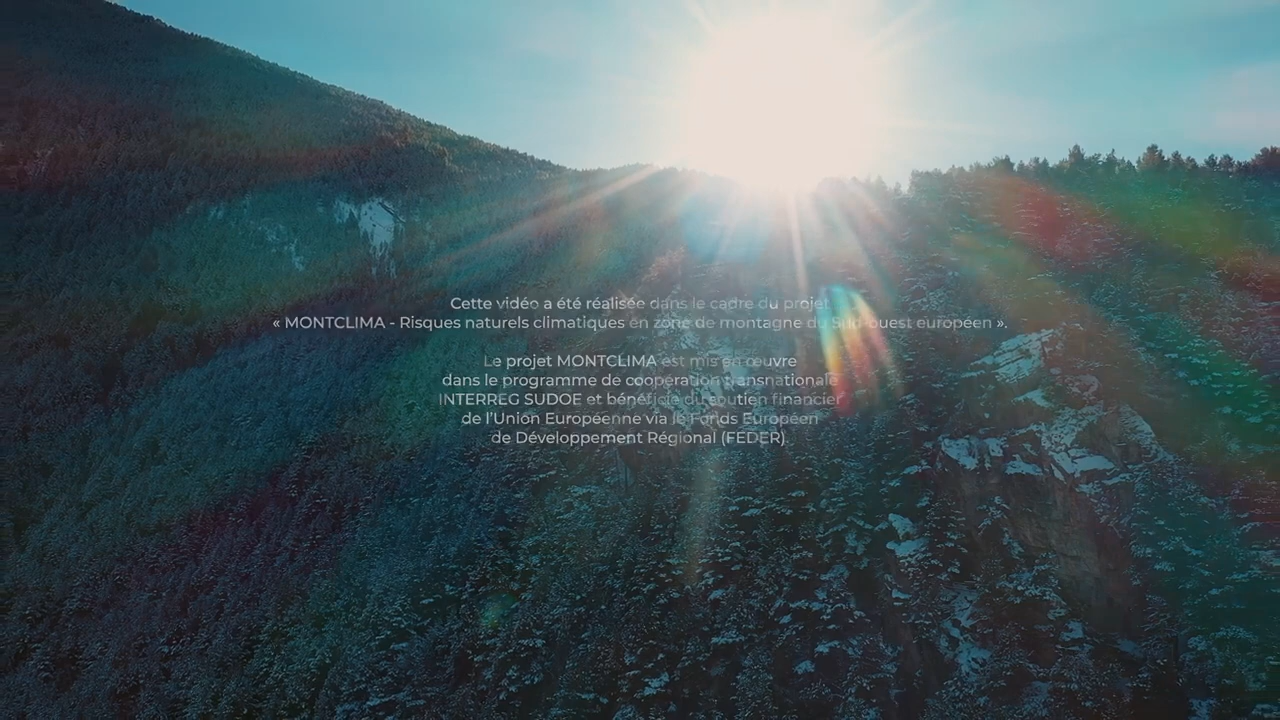 Cette vidéo a été réalisée dans le cadre du projet
« MONTCLIMA - Risques naturels climatiques en zone de montagne du Sud-ouest européen ».
Le projet MONTCLIMA est mis en œuvre
dans le programme de coopération transnationale
INTERREG SUDOE et bénéficie du soutien financier
de l'Union Européenne via le Fonds Européen
de Développement Régional (FEDER).